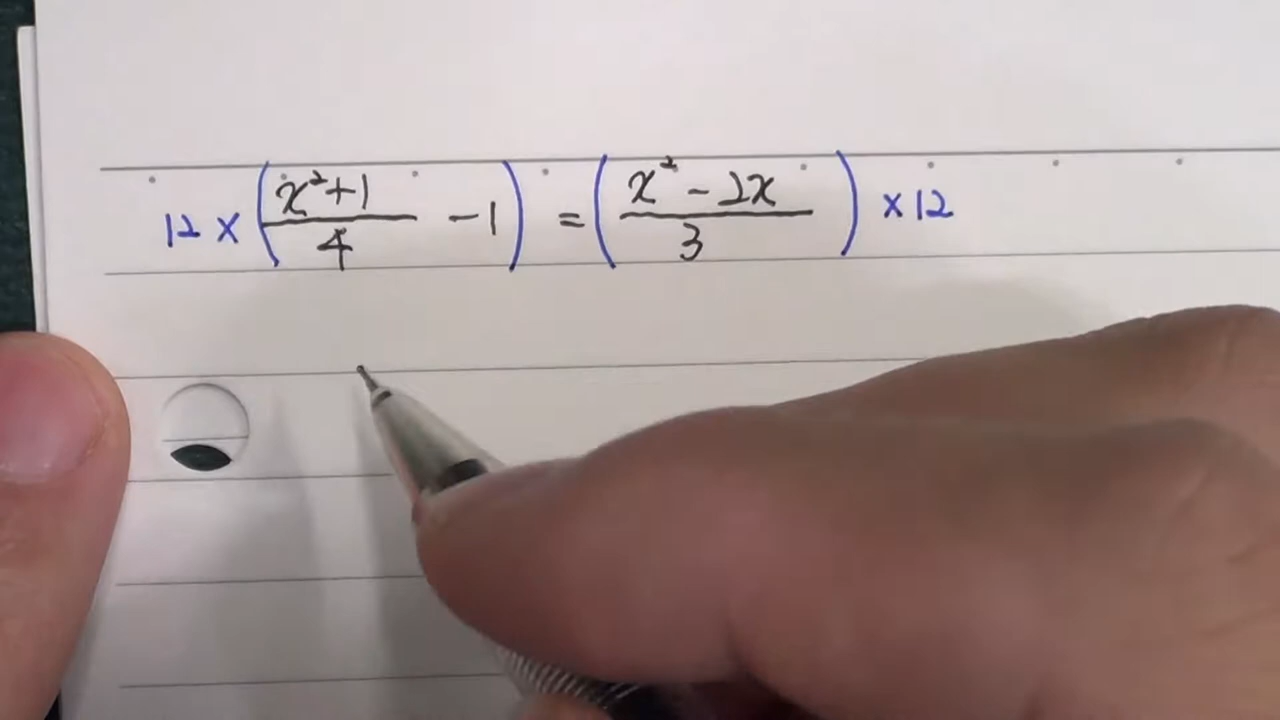 12 × (x²+1/4 - 1) = (x² - 2x/3) × 12